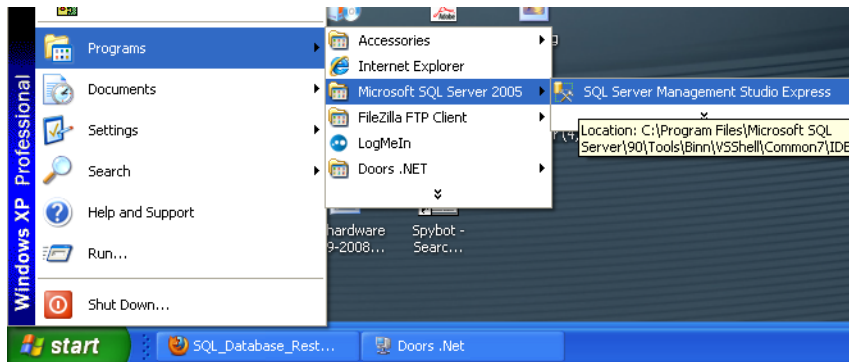 Adobe
Programs
Documents
Settings
Search
Help and Support
Run...
Shut Down...
Windows XP Professional
Accessories
Internet Explorer
Microsoft SQL Server 2005
FileZilla FTP Client
LogMeIn
Doors .NET
SQL Server Management Studio Express
Location: C:\Program Files\Microsoft SQL
Server\90\Tools\Binn\VSShell\Common7\IDE
hardware
9-2008...
Spybot -
Searc...
start
SQL_Database_Rest...
Doors .Net